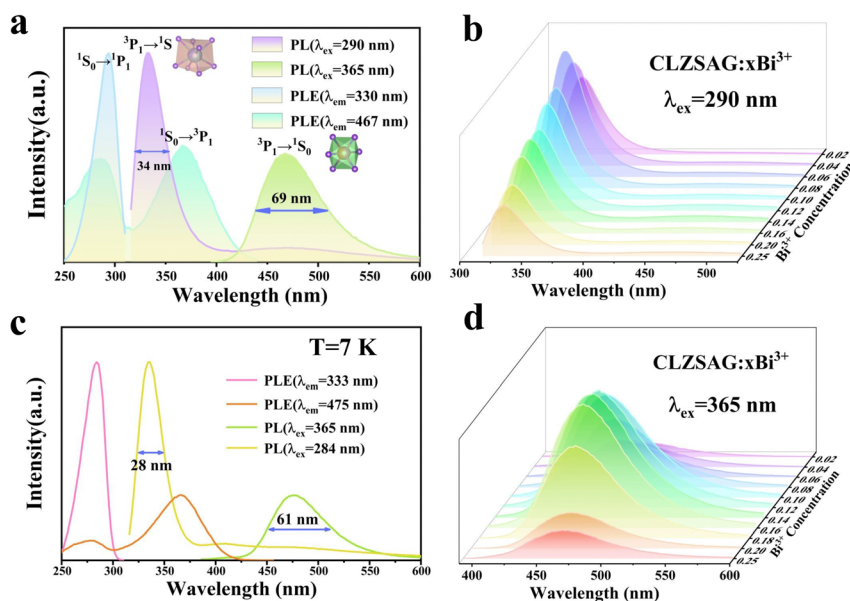 a
³P₁→¹S
¹S₀→¹P₁
PL(λex=290 nm)
PL(λex=365 nm)
PLE(λem=330 nm)
PLE(λem=467 nm)
¹S₀→³P₁
³P₁→¹S₀
34 nm
69 nm
Intensity(a.u.)
250 300 350 400 450 500 550 600
Wavelength (nm)
b
CLZSAG:xBi³⁺
λex=290 nm
0.02
0.04
0.06
0.08
0.10
0.12
0.14
0.16
0.20
0.25
Bi³⁺ Concentration
300 350 400 450 500
Wavelength (nm)
c
T=7 K
PLE(λem=333 nm)
PLE(λem=475 nm)
PL(λex=365 nm)
PL(λex=284 nm)
28 nm
61 nm
Intensity(a.u.)
250 300 350 400 450 500 550 600
Wavelength (nm)
d
CLZSAG:xBi³⁺
λex=365 nm
0.02
0.04
0.06
0.08
0.10
0.12
0.14
0.16
0.18
0.20
0.25
Bi³⁺ Concentration
400 450 500 550 600
Wavelength (nm)